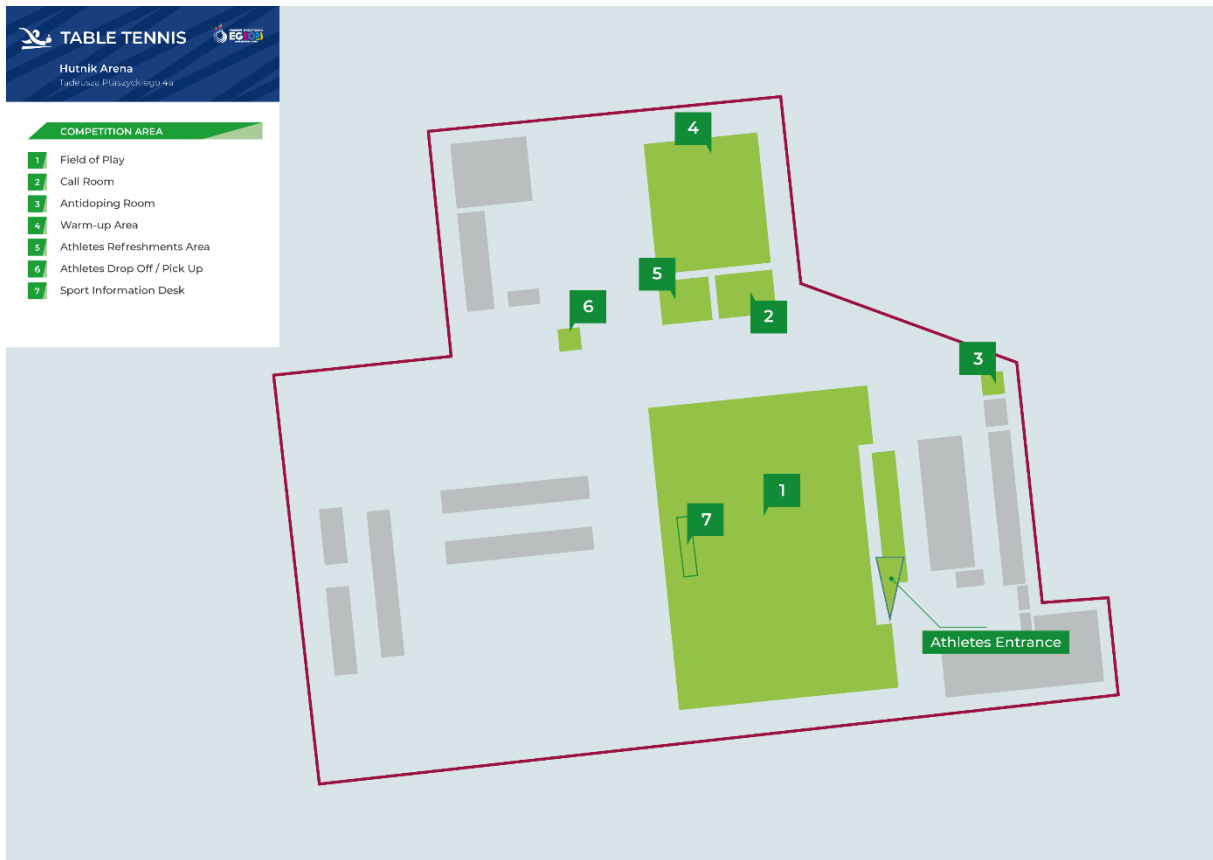 TABLE TENNIS
EG2023
Hutnik Arena
Tadeusza Ptaszyckiego 4a
COMPETITION AREA
1 Field of Play
2 Call Room
3 Antidoping Room
4 Warm-up Area
5 Athletes Refreshments Area
6 Athletes Drop Off / Pick Up
7 Sport Information Desk
4
5
6
2
3
1
7
Athletes Entrance